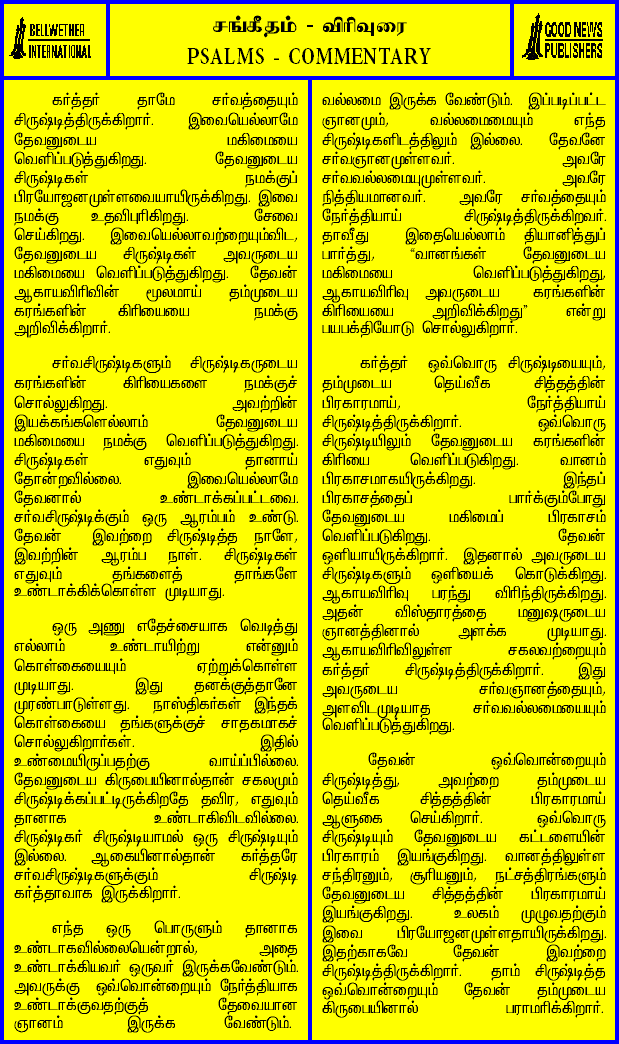 BELLWETHER
INTERNATIONAL
சங்கீதம் - விரிவுரை
PSALMS - COMMENTARY
GOOD NEWS
PUBLISHERS
கர்த்தர் தாமே சர்வத்தையும்
சிருஷ்டித்திருக்கிறார். இவையெல்லாமே
தேவனுடைய மகிமையை
வெளிப்படுத்துகிறது. தேவனுடைய
சிருஷ்டிகள் நமக்குப்
பிரயோஜனமுள்ளவையாயிருக்கிறது. இவை
நமக்கு உதவிபுரிகிறது. சேவை
செய்கிறது. இவையெல்லாவற்றையும்விட,
தேவனுடைய சிருஷ்டிகள் அவருடைய
மகிமையை வெளிப்படுத்துகிறது. தேவன்
ஆகாயவிரிவின் மூலமாய் தம்முடைய
கரங்களின் கிரியையை நமக்கு
அறிவிக்கிறார்.
சர்வசிருஷ்டிகளும் சிருஷ்டிகருடைய
கரங்களின் கிரியைகளை நமக்குச்
சொல்லுகிறது. அவற்றின்
இயக்கங்களெல்லாம் தேவனுடைய
மகிமையை நமக்கு வெளிப்படுத்துகிறது.
சிருஷ்டிகள் எதுவும் தானாய்
தோன்றவில்லை. இவையெல்லாமே
தேவனால் உண்டாக்கப்பட்டவை.
சர்வசிருஷ்டிக்கும் ஒரு ஆரம்பம் உண்டு.
தேவன் இவற்றை சிருஷ்டித்த நாளே,
இவற்றின் ஆரம்ப நாள். சிருஷ்டிகள்
எதுவும் தங்களைத் தாங்களே
உண்டாக்கிக்கொள்ள முடியாது.
ஒரு அணு எதேச்சையாக வெடித்து
எல்லாம் உண்டாயிற்று என்னும்
கொள்கையையும் ஏற்றுக்கொள்ள
முடியாது. இது தனக்குத்தானே
முரண்பாடுள்ளது. நாஸ்திகர்கள் இந்தக்
கொள்கையை தங்களுக்குச் சாதகமாகச்
சொல்லுகிறார்கள். இதில்
உண்மையிருப்பதற்கு வாய்ப்பில்லை.
தேவனுடைய கிருபையினால்தான் சகலமும்
சிருஷ்டிக்கப்பட்டிருக்கிறதே தவிர, எதுவும்
தானாக உண்டாகிவிடவில்லை.
சிருஷ்டிகர் சிருஷ்டியாமல் ஒரு சிருஷ்டியும்
இல்லை. ஆகையினால்தான் கர்த்தரே
சர்வசிருஷ்டிகளுக்கும் சிருஷ்டி
கர்த்தாவாக இருக்கிறார்.
எந்த ஒரு பொருளும் தானாக
உண்டாகவில்லையென்றால், அதை
உண்டாக்கியவர் ஒருவர் இருக்கவேண்டும்.
அவருக்கு ஒவ்வொன்றையும் நேர்த்தியாக
உண்டாக்குவதற்குத் தேவையான
ஞானம் இருக்க வேண்டும்.
வல்லமை இருக்க வேண்டும். இப்படிப்பட்ட
ஞானமும், வல்லமைமையும் எந்த
சிருஷ்டிகளிடத்திலும் இல்லை. தேவனே
சர்வஞானமுள்ளவர். அவரே
சர்வவல்லமையுமுள்ளவர். அவரே
நித்தியமானவர். அவரே சர்வத்தையும்
நேர்த்தியாய் சிருஷ்டித்திருக்கிறவர்.
தாவீது இதையெல்லாம் தியானித்துப்
பார்த்து, “வானங்கள் தேவனுடைய
மகிமையை வெளிப்படுத்துகிறது,
ஆகாயவிரிவு அவருடைய கரங்களின்
கிரியையை அறிவிக்கிறது” என்று
பயபக்தியோடு சொல்லுகிறார்.
கர்த்தர் ஒவ்வொரு சிருஷ்டியையும்,
தம்முடைய தெய்வீக சித்தத்தின்
பிரகாரமாய், நேர்த்தியாய்
சிருஷ்டித்திருக்கிறார். ஒவ்வொரு
சிருஷ்டியிலும் தேவனுடைய கரங்களின்
கிரியை வெளிப்படுகிறது. வானம்
பிரகாசமாகயிருக்கிறது. இந்தப்
பிரகாசத்தைப் பார்க்கும்போது
தேவனுடைய மகிமைப் பிரகாசம்
வெளிப்படுகிறது. தேவன்
ஒளியாயிருக்கிறார். இதனால் அவருடைய
சிருஷ்டிகளும் ஒளியைக் கொடுக்கிறது.
ஆகாயவிரிவு பரந்து விரிந்திருக்கிறது.
அதன் விஸ்தாரத்தை மனுஷருடைய
ஞானத்தினால் அளக்க முடியாது.
ஆகாயவிரிவிலுள்ள சகலவற்றையும்
கர்த்தர் சிருஷ்டித்திருக்கிறார். இது
அவருடைய சர்வஞானத்தையும்,
அளவிடமுடியாத சர்வவல்லமையையும்
வெளிப்படுத்துகிறது.
தேவன் ஒவ்வொன்றையும்
சிருஷ்டித்து, அவற்றை தம்முடைய
தெய்வீக சித்தத்தின் பிரகாரமாய்
ஆளுகை செய்கிறார். ஒவ்வொரு
சிருஷ்டியும் தேவனுடைய கட்டளையின்
பிரகாரம் இயங்குகிறது. வானத்திலுள்ள
சந்திரனும், சூரியனும், நட்சத்திரங்களும்
தேவனுடைய சித்தத்தின் பிரகாரமாய்
இயங்குகிறது. உலகம் முழுவதற்கும்
இவை பிரயோஜனமுள்ளதாயிருக்கிறது.
இதற்காகவே தேவன் இவற்றை
சிருஷ்டித்திருக்கிறார். தாம் சிருஷ்டித்த
ஒவ்வொன்றையும் தேவன் தம்முடைய
கிருபையினால் பராமரிக்கிறார்.